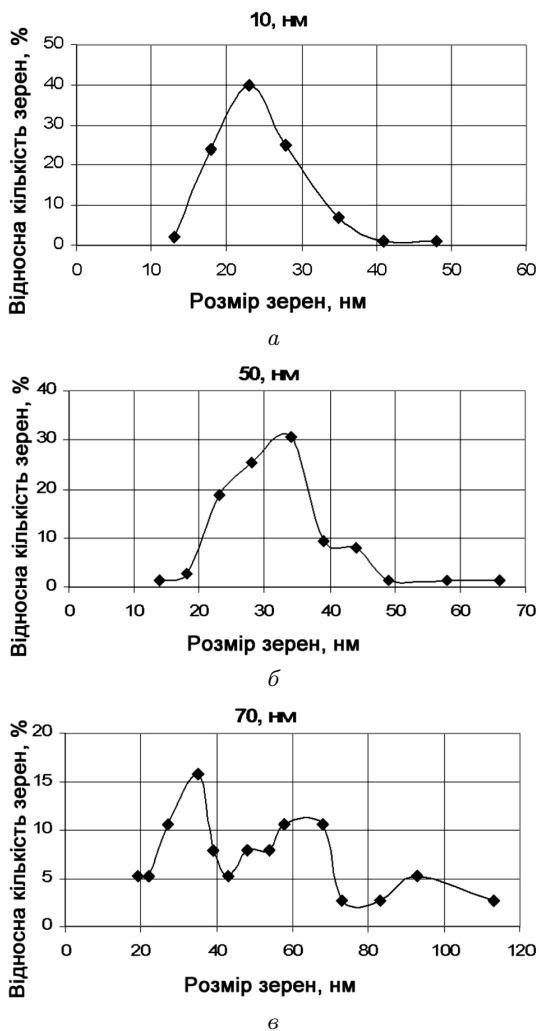 10, нм
Відносна кількість зерен, %
50
40
30
20
10
0
0 10 20 30 40 50 60
Розмір зерен, нм
а
50, нм
Відносна кількість зерен, %
40
30
20
10
0
0 10 20 30 40 50 60 70
Розмір зерен, нм
б
70, нм
Відносна кількість зерен, %
20
15
10
5
0
0 20 40 60 80 100 120
Розмір зерен, нм
в